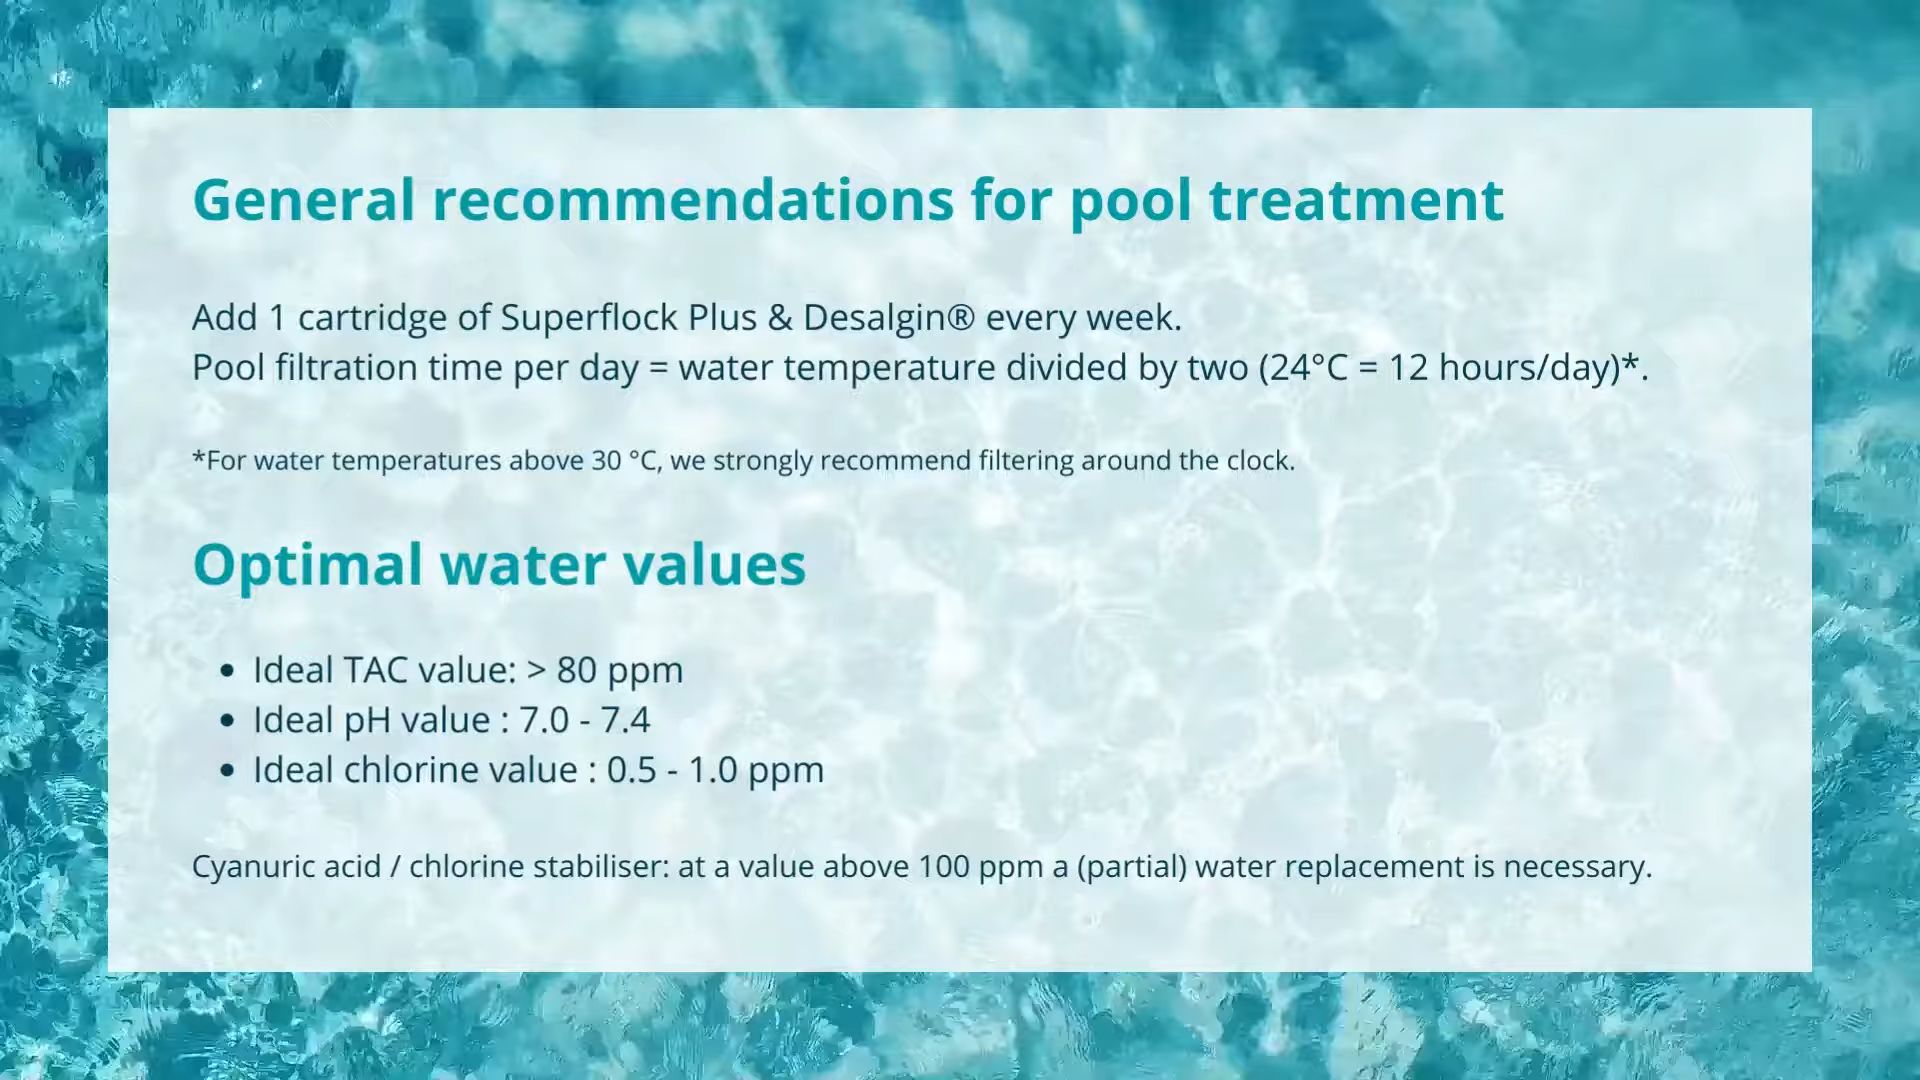 General recommendations for pool treatment
Add 1 cartridge of Superflock Plus & Desalgin® every week.
Pool filtration time per day = water temperature divided by two (24°C = 12 hours/day)*.
*For water temperatures above 30 °C, we strongly recommend filtering around the clock.
Optimal water values
• Ideal TAC value: > 80 ppm
• Ideal pH value : 7.0 - 7.4
• Ideal chlorine value : 0.5 - 1.0 ppm
Cyanuric acid / chlorine stabiliser: at a value above 100 ppm a (partial) water replacement is necessary.